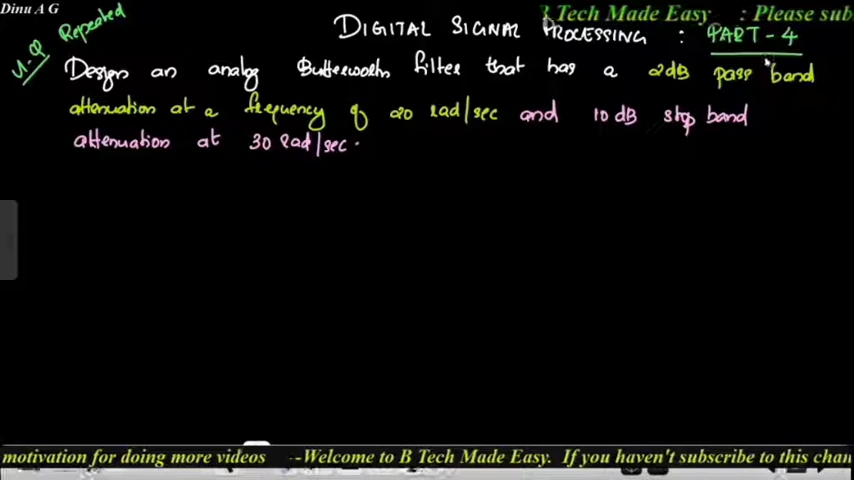 Dinu A G
B Tech Made Easy : Please sub
U.Q Repeated
DIGITAL SIGNAL PROCESSING : PART - 4
Design an analog Butterworth filter that has a 2dB pass band
attenuation at a frequency of 20 rad/sec and 10 dB stop band
attenuation at 30 rad/sec.
motivation for doing more videos --Welcome to B Tech Made Easy. If you haven't subscribe to this chan